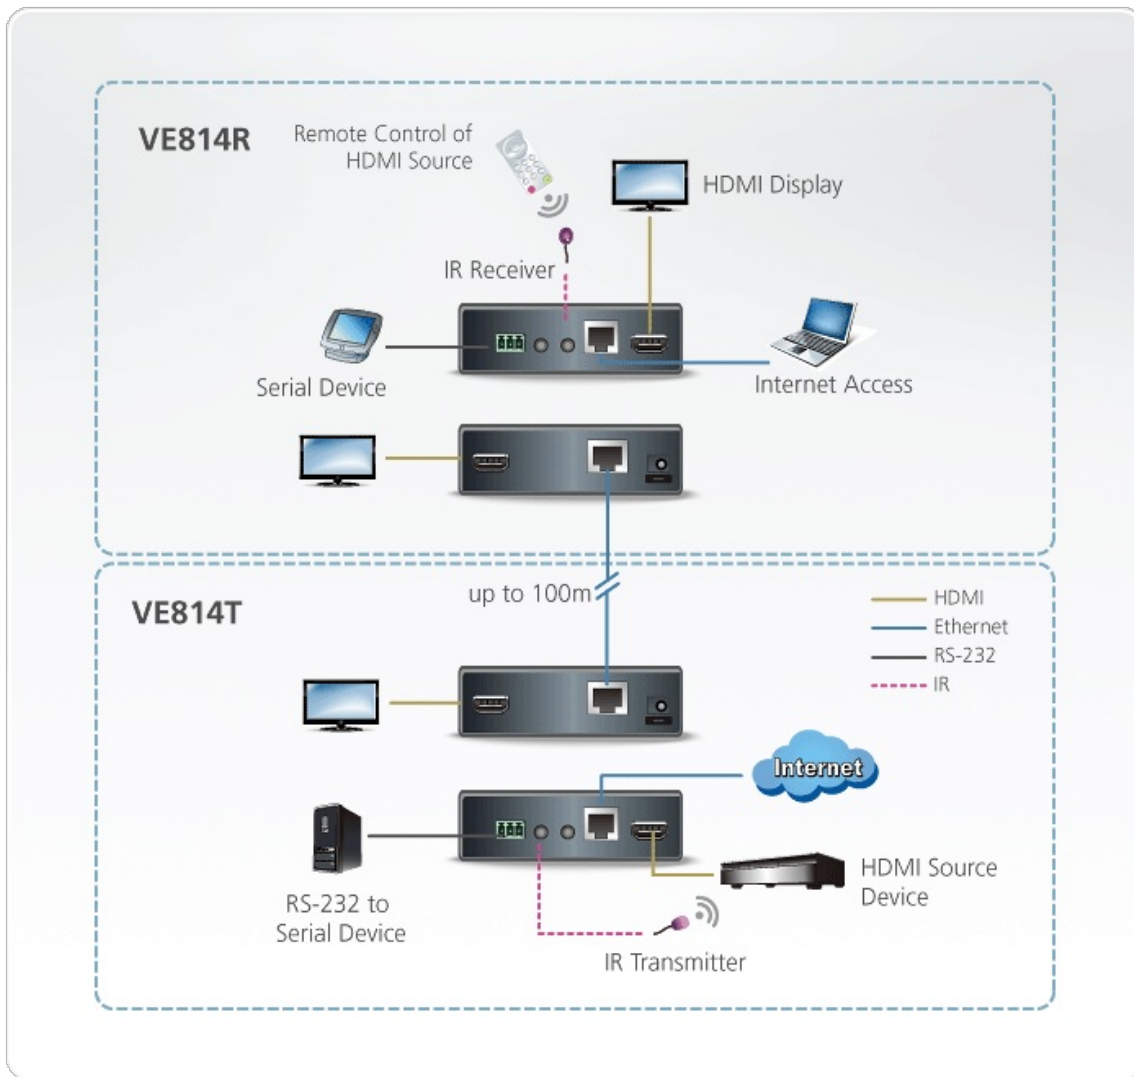 VE814R
Remote Control of
HDMI Source
HDMI Display
IR Receiver
Serial Device
Internet Access
up to 100m
VE814T
HDMI
Ethernet
RS-232
IR
Internet
RS-232 to
Serial Device
HDMI Source
Device
IR Transmitter